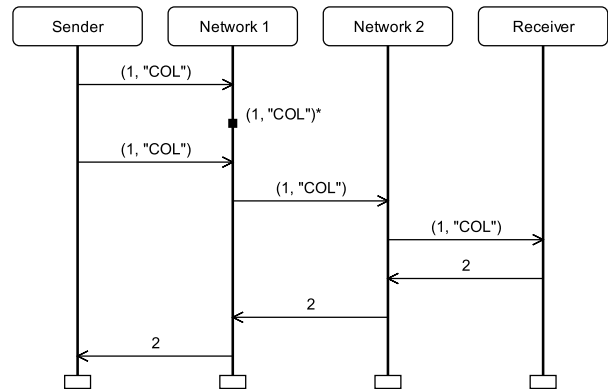 Sender
Network 1
Network 2
Receiver
(1, "COL")
(1, "COL")*
(1, "COL")
(1, "COL")
(1, "COL")
2
2
2